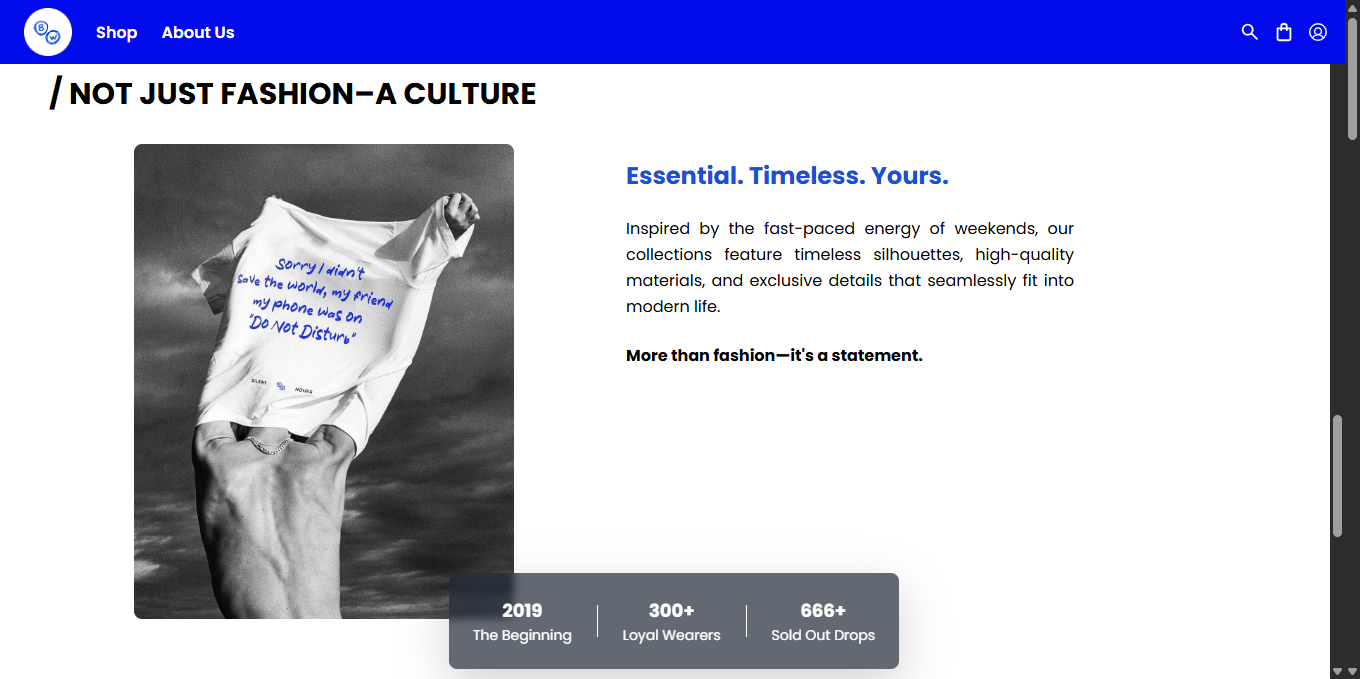 B
W
Shop
About Us
/ NOT JUST FASHION–A CULTURE
Sorry I didn't
save the world, my friend
my phone was on
"Do Not Disturb"
SILENT
HOURS
Essential. Timeless. Yours.
Inspired by the fast-paced energy of weekends, our
collections feature timeless silhouettes, high-quality
materials, and exclusive details that seamlessly fit into
modern life.
More than fashion—it's a statement.
2019
The Beginning
300+
Loyal Wearers
666+
Sold Out Drops